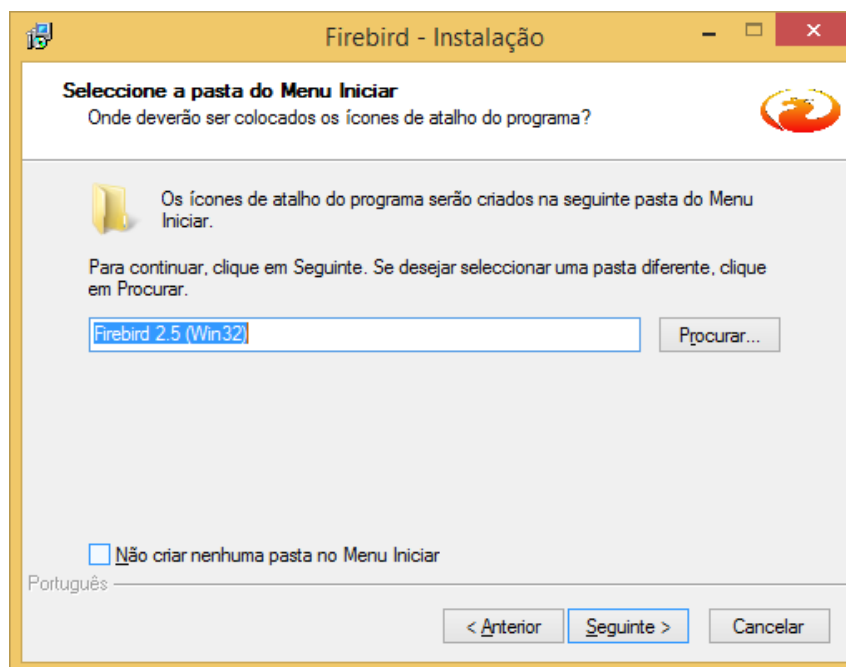 Firebird - Instalação
Seleccione a pasta do Menu Iniciar
Onde deverão ser colocados os ícones de atalho do programa?
Os ícones de atalho do programa serão criados na seguinte pasta do Menu
Iniciar.
Para continuar, clique em Seguinte. Se desejar seleccionar uma pasta diferente, clique
em Procurar.
Firebird 2.5 (Win32)
Procurar...
Não criar nenhuma pasta no Menu Iniciar
Português
< Anterior
Seguinte >
Cancelar